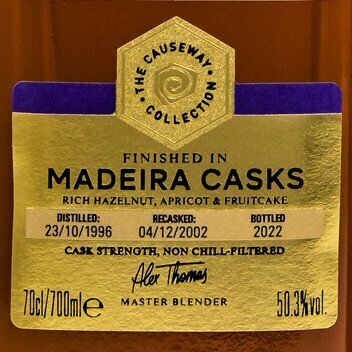 · THE CAUSEWAY ·
COLLECTION
FINISHED IN
MADEIRA CASKS
RICH HAZELNUT, APRICOT & FRUITCAKE
DISTILLED: RECASKED: BOTTLED
23/10/1996 04/12/2002 2022
CASK STRENGTH, NON CHILL-FILTERED
Alex Thomas
70cl/700ml℮ MASTER BLENDER 50.3%vol.